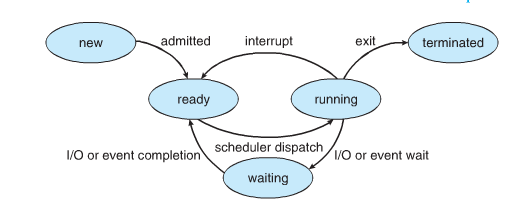 new
admitted
interrupt
exit
terminated
ready
running
I/O or event completion
scheduler dispatch
I/O or event wait
waiting